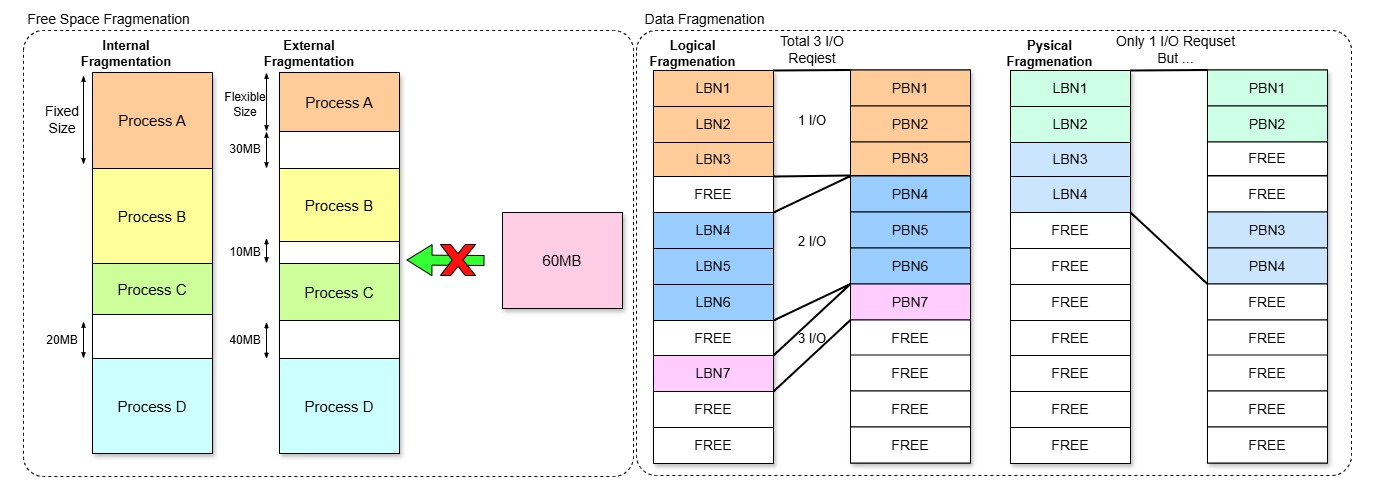 Free Space Fragmenation
Internal
Fragmentation
External
Fragmentation
Fixed
Size
Process A
Process B
Process C
20MB
Process D
Flexible
Size
Process A
30MB
Process B
10MB
Process C
40MB
Process D
60MB
Data Fragmenation
Logical
Fragmenation
Total 3 I/O
Reqiest
LBN1
LBN2
LBN3
FREE
LBN4
LBN5
LBN6
FREE
LBN7
FREE
FREE
1 I/O
2 I/O
3 I/O
PBN1
PBN2
PBN3
PBN4
PBN5
PBN6
PBN7
FREE
FREE
FREE
FREE
Pysical
Fragmenation
Only 1 I/O Requset
But ...
LBN1
LBN2
LBN3
LBN4
FREE
FREE
FREE
FREE
FREE
FREE
FREE
PBN1
PBN2
FREE
FREE
PBN3
PBN4
FREE
FREE
FREE
FREE
FREE